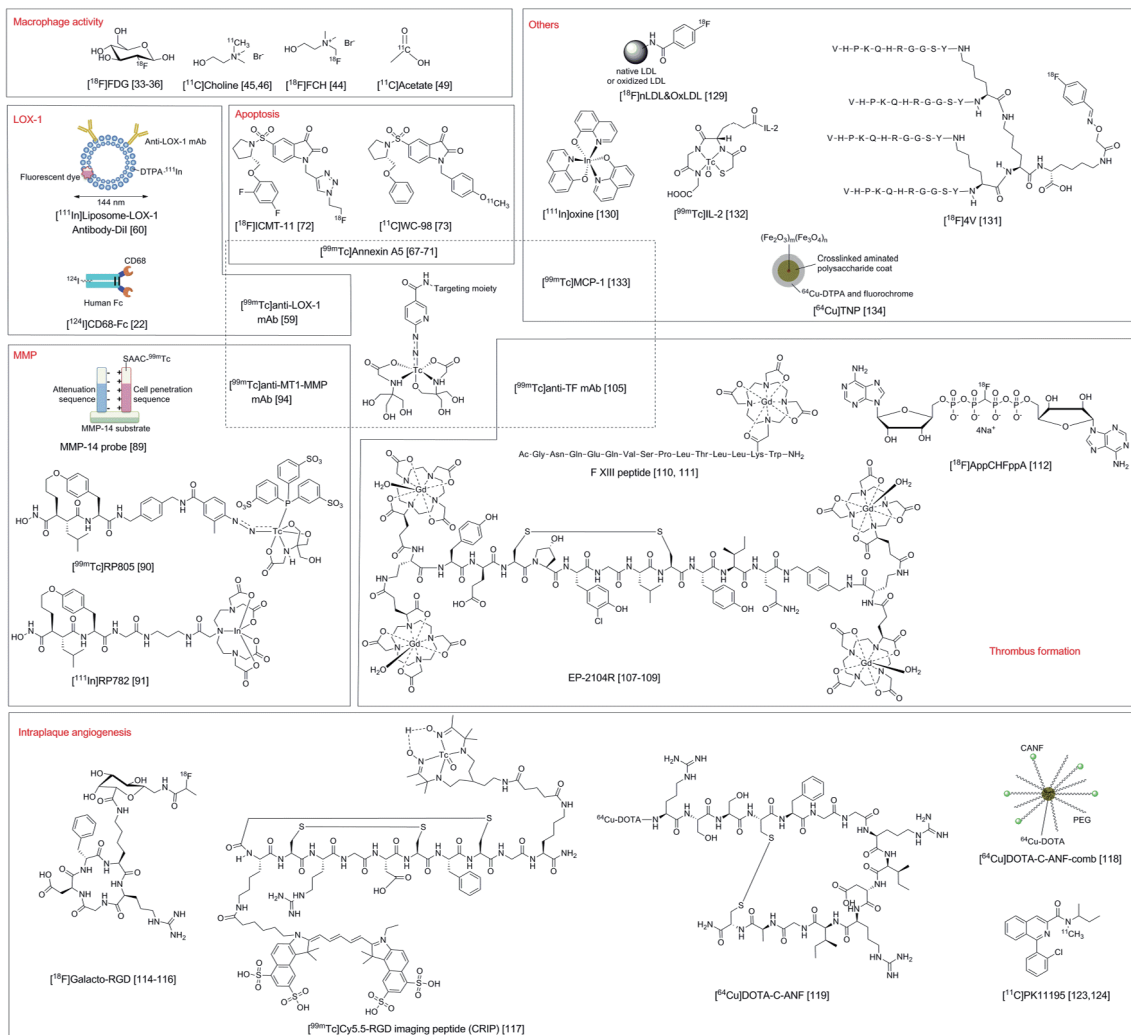 Macrophage activity
[18F]FDG [33-36]
[11C]Choline [45,46]
[18F]FCH [44]
[11C]Acetate [49]
LOX-1
Anti-LOX-1 mAb
Fluorescent dye
DTPA-111In
144 nm
[111In]Liposome-LOX-1
Antibody-DiI [60]
CD68
124I
Human Fc
[124I]CD68-Fc [22]
Apoptosis
[18F]ICMT-11 [72]
[11C]WC-98 [73]
[99mTc]Annexin A5 [67-71]
[99mTc]anti-LOX-1
mAb [59]
Targeting moiety
[99mTc]MCP-1 [133]
[99mTc]anti-MT1-MMP
mAb [94]
[99mTc]anti-TF mAb [105]
Others
native LDL
or oxidized LDL
[18F]nLDL&OxLDL [129]
[111In]oxine [130]
IL-2
[99mTc]IL-2 [132]
V-H-P-K-Q-H-R-G-G-S-Y-NH
V-H-P-K-Q-H-R-G-G-S-Y-N
V-H-P-K-Q-H-R-G-G-S-Y-NH
V-H-P-K-Q-H-R-G-G-S-Y-N
[18F]4V [131]
(Fe2O3)m(Fe3O4)n
Crosslinked aminated
polysaccharide coat
64Cu-DTPA and fluorochrome
[64Cu]TNP [134]
MMP
SAAC-99mTc
Attenuation
sequence
Cell penetration
sequence
MMP-14 substrate
MMP-14 probe [89]
[99mTc]RP805 [90]
[111In]RP782 [91]
Ac-Gly-Asn-Gln-Glu-Gln-Val-Ser-Pro-Leu-Thr-Leu-Leu-Lys-Trp-NH2
F XIII peptide [110, 111]
4Na+
[18F]AppCHFppA [112]
EP-2104R [107-109]
Thrombus formation
Intraplaque angiogenesis
[18F]Galacto-RGD [114-116]
[99mTc]Cy5.5-RGD imaging peptide (CRIP) [117]
64Cu-DOTA
[64Cu]DOTA-C-ANF [119]
CANF
PEG
64Cu-DOTA
[64Cu]DOTA-C-ANF-comb [118]
[11C]PK11195 [123,124]